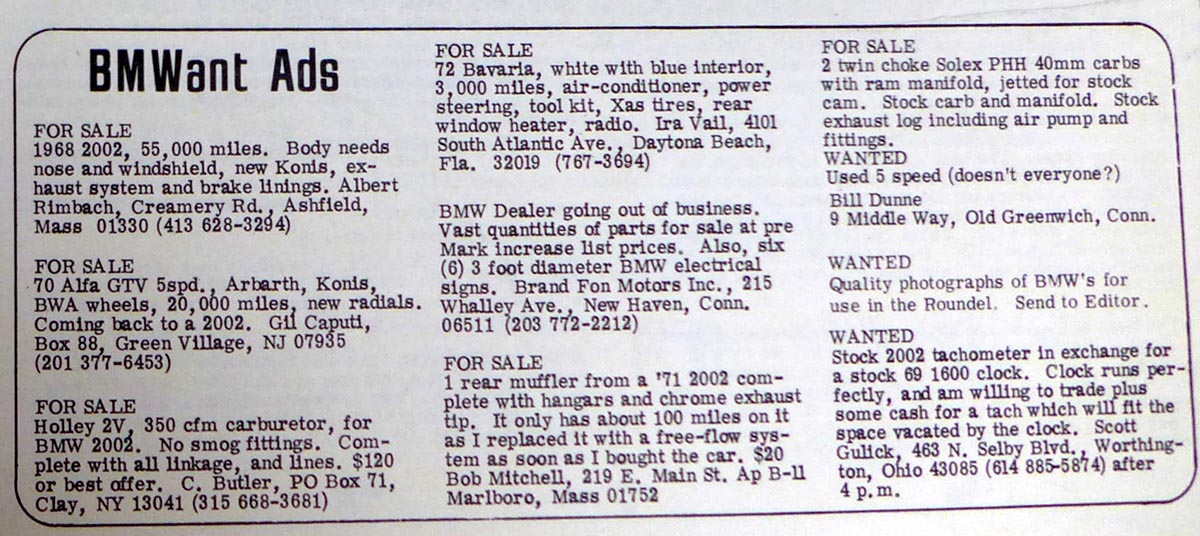 BMWant Ads
FOR SALE
1968 2002, 55,000 miles. Body needs
nose and windshield, new Konis, ex-
haust system and brake linings. Albert
Rimbach, Creamery Rd., Ashfield,
Mass 01330 (413 628-3294)
FOR SALE
70 Alfa GTV 5spd., Arbarth, Konis,
BWA wheels, 20,000 miles, new radials.
Coming back to a 2002. Gil Caputi,
Box 88, Green Village, NJ 07935
(201 377-6453)
FOR SALE
Holley 2V, 350 cfm carburetor, for
BMW 2002. No smog fittings. Com-
plete with all linkage, and lines. $120
or best offer. C. Butler, PO Box 71,
Clay, NY 13041 (315 668-3681)
FOR SALE
72 Bavaria, white with blue interior,
3,000 miles, air-conditioner, power
steering, tool kit, Xas tires, rear
window heater, radio. Ira Vail, 4101
South Atlantic Ave., Daytona Beach,
Fla. 32019 (767-3694)
BMW Dealer going out of business.
Vast quantities of parts for sale at pre
Mark increase list prices. Also, six
(6) 3 foot diameter BMW electrical
signs. Brand Fon Motors Inc., 215
Whalley Ave., New Haven, Conn.
06511 (203 772-2212)
FOR SALE
1 rear muffler from a '71 2002 com-
plete with hangars and chrome exhaust
tip. It only has about 100 miles on it
as I replaced it with a free-flow sys-
tem as soon as I bought the car. $20
Bob Mitchell, 219 E. Main St. Ap B-11
Marlboro, Mass 01752
FOR SALE
2 twin choke Solex PHH 40mm carbs
with ram manifold, jetted for stock
cam. Stock carb and manifold. Stock
exhaust log including air pump and
fittings.
WANTED
Used 5 speed (doesn't everyone?)
Bill Dunne
9 Middle Way, Old Greenwich, Conn.
WANTED
Quality photographs of BMW's for
use in the Roundel. Send to Editor.
WANTED
Stock 2002 tachometer in exchange for
a stock 69 1600 clock. Clock runs per-
fectly, and am willing to trade plus
some cash for a tach which will fit the
space vacated by the clock. Scott
Gulick, 463 N. Selby Blvd., Worthing-
ton, Ohio 43085 (614 885-5874) after
4 p.m.